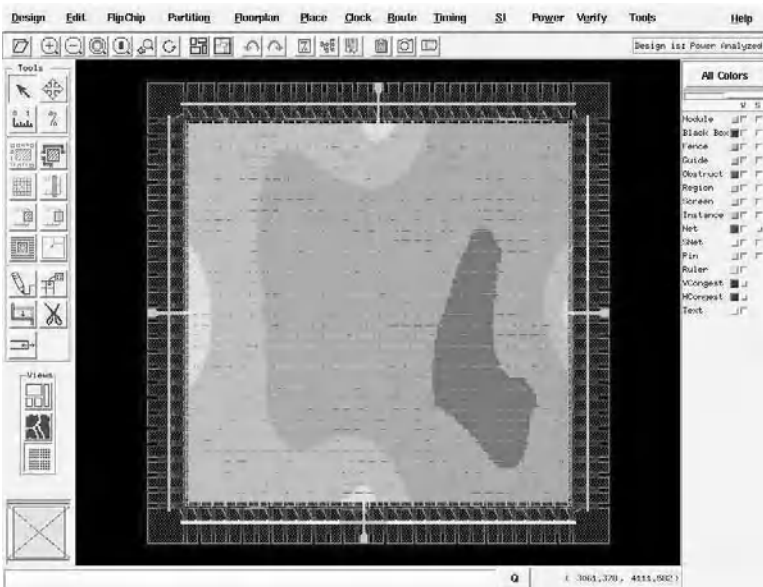 Design Edit FlipChip Partition Floorplan Place Clock Route Timing SI Power Verify Tools Help
Design is: Power Analyzed
Tools
All Colors
V S
Module
Black Box
Fence
Guide
Obstruct
Region
Screen
Instance
Net
SNet
Pin
Ruler
VCongest
HCongest
Text
Views
Q
( 3061,378, 4111,582)